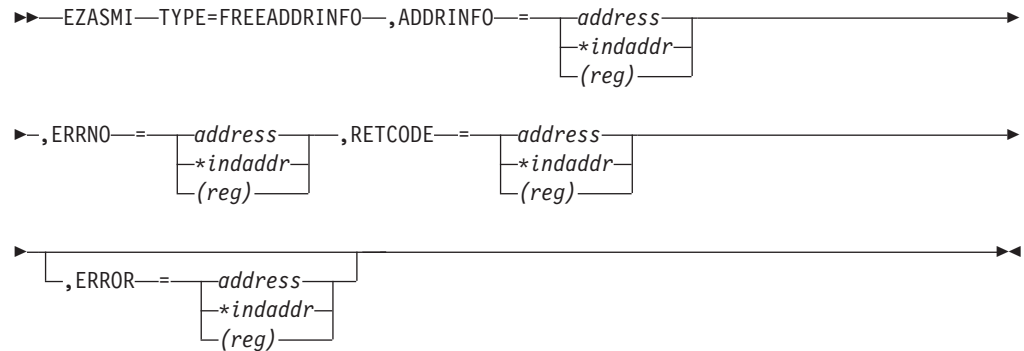 EZASMI TYPE=FREEADDRINFO ,ADDRINFO = address
*indaddr
(reg)
,ERRNO = address ,RETCODE = address
*indaddr *indaddr
(reg) (reg)
,ERROR = address
*indaddr
(reg)